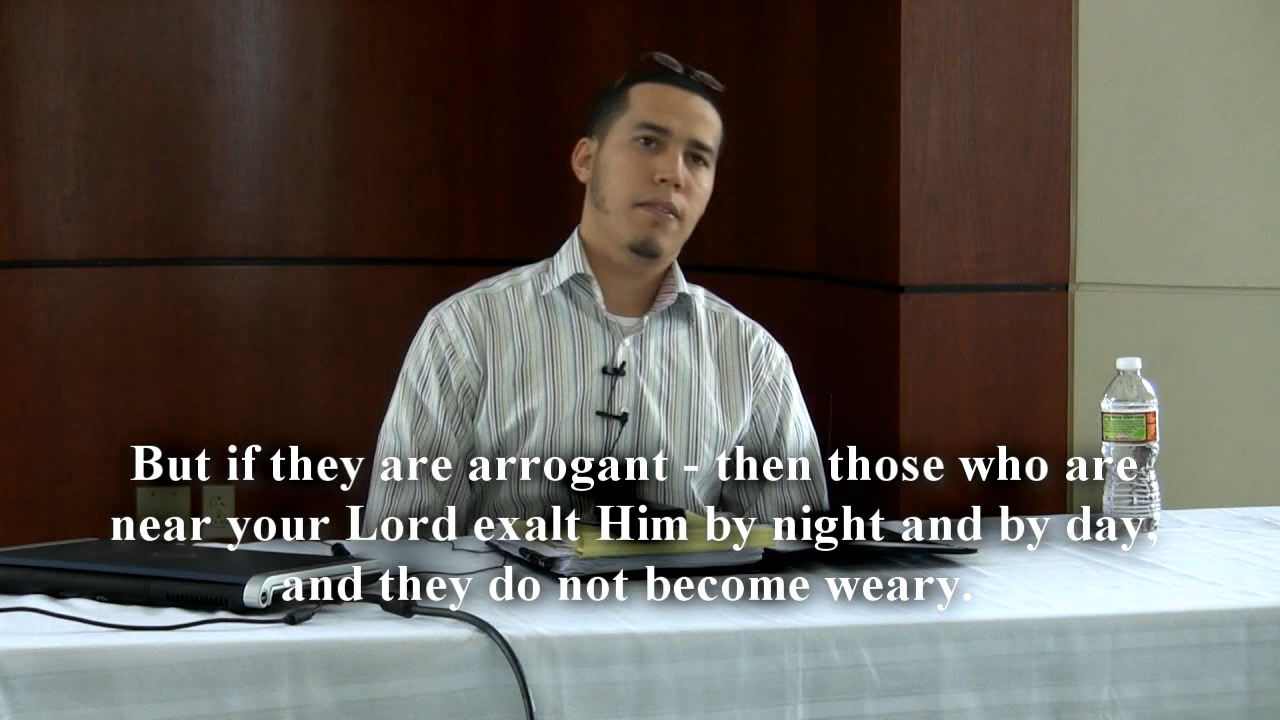 But if they are arrogant - then those who are
near your Lord exalt Him by night and by day,
and they do not become weary.